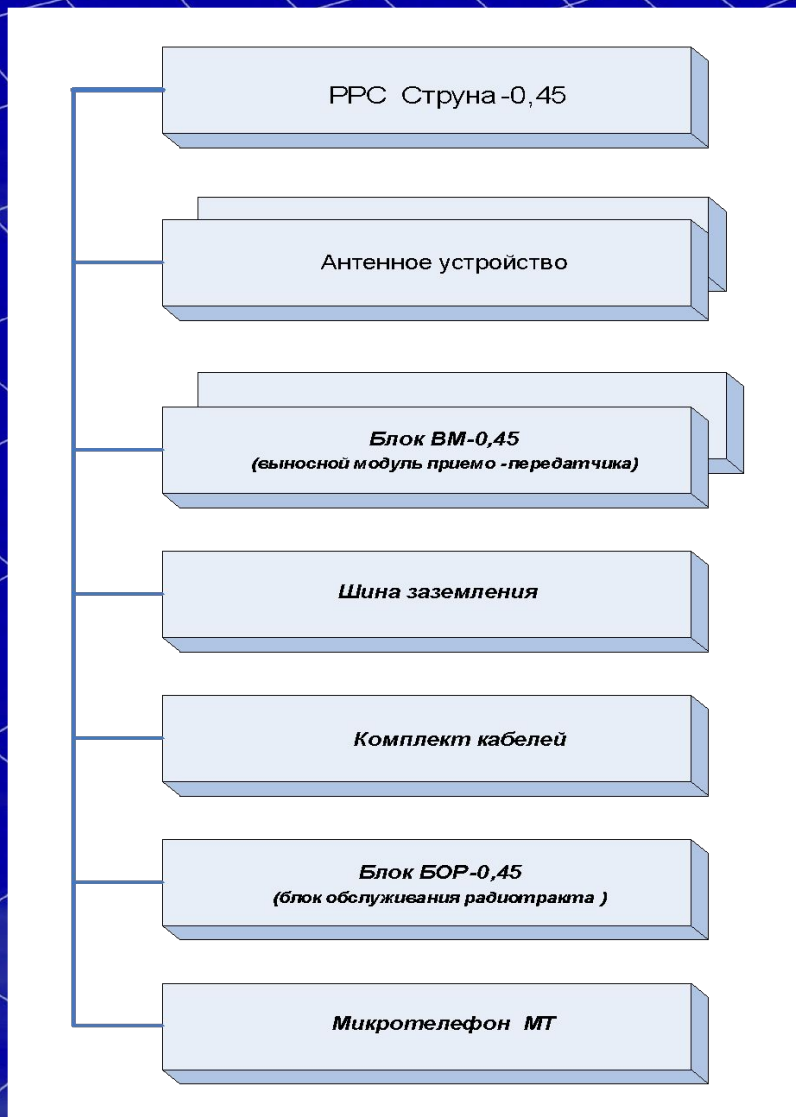 РРС Струна-0,45
Антенное устройство
Блок ВМ-0,45
(выносной модуль приемо -передатчика)
Шина заземления
Комплект кабелей
Блок БОР-0,45
(блок обслуживания радиотракта )
Микротелефон МТ